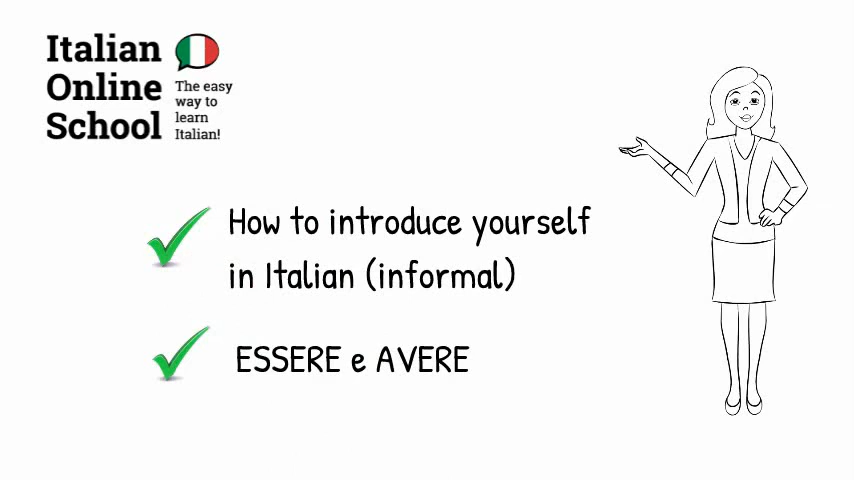 Italian
Online
School
The easy
way to
learn
Italian!
How to introduce yourself
in Italian (informal)
ESSERE e AVERE